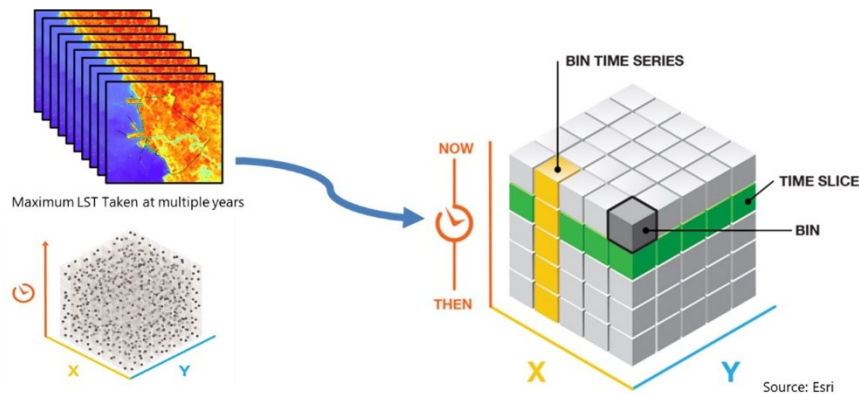 BIN TIME SERIES
NOW
TIME SLICE
Maximum LST Taken at multiple years
BIN
THEN
X
Y
X
Y
Source: Esri